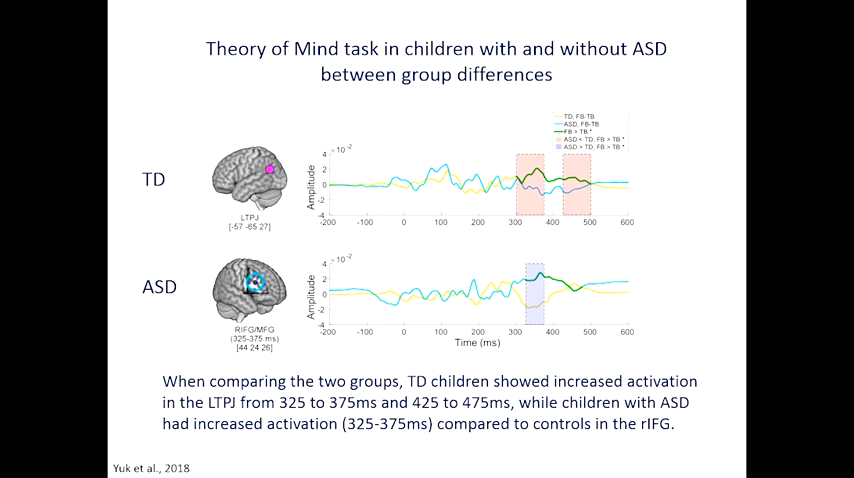 Theory of Mind task in children with and without ASD
between group differences
TD, FB-TB
ASD, FB-TB
FB > TB *
ASD < TD, FB > TB *
ASD > TD, FB > TB *
TD
LTPJ
[-57 -65 27]
Amplitude
×10⁻²
4
2
0
-2
-4
-200 -100 0 100 200 300 400 500 600
ASD
RIFG/MFG
(325-375 ms)
[44 24 26]
Amplitude
×10⁻²
4
2
0
-2
-4
-200 -100 0 100 200 300 400 500 600
Time (ms)
When comparing the two groups, TD children showed increased activation
in the LTPJ from 325 to 375ms and 425 to 475ms, while children with ASD
had increased activation (325-375ms) compared to controls in the rIFG.
Yuk et al., 2018